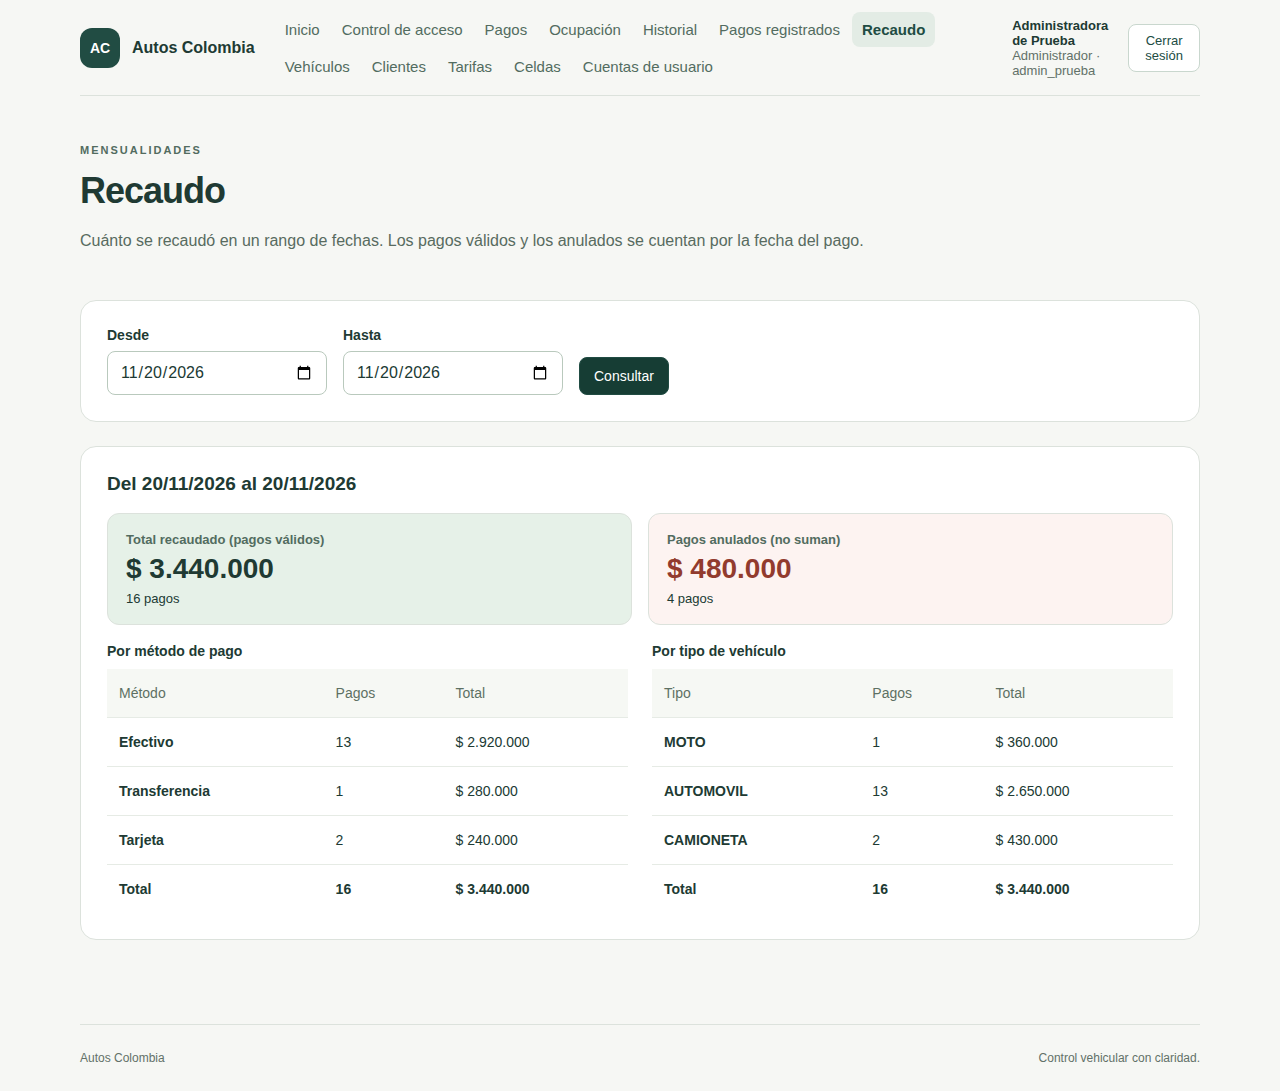 AC
Autos Colombia
Inicio
Control de acceso
Pagos
Ocupación
Historial
Pagos registrados
Recaudo
Vehículos
Clientes
Tarifas
Celdas
Cuentas de usuario
Administradora
de Prueba
Administrador ·
admin_prueba
Cerrar
sesión
MENSUALIDADES
Recaudo
Cuánto se recaudó en un rango de fechas. Los pagos válidos y los anulados se cuentan por la fecha del pago.
Desde
11/20/2026
Hasta
11/20/2026
Consultar
Del 20/11/2026 al 20/11/2026
Total recaudado (pagos válidos)
$ 3.440.000
16 pagos
Pagos anulados (no suman)
$ 480.000
4 pagos
Por método de pago
Método Pagos Total
Efectivo 13 $ 2.920.000
Transferencia 1 $ 280.000
Tarjeta 2 $ 240.000
Total 16 $ 3.440.000
Por tipo de vehículo
Tipo Pagos Total
MOTO 1 $ 360.000
AUTOMOVIL 13 $ 2.650.000
CAMIONETA 2 $ 430.000
Total 16 $ 3.440.000
Autos Colombia
Control vehicular con claridad.